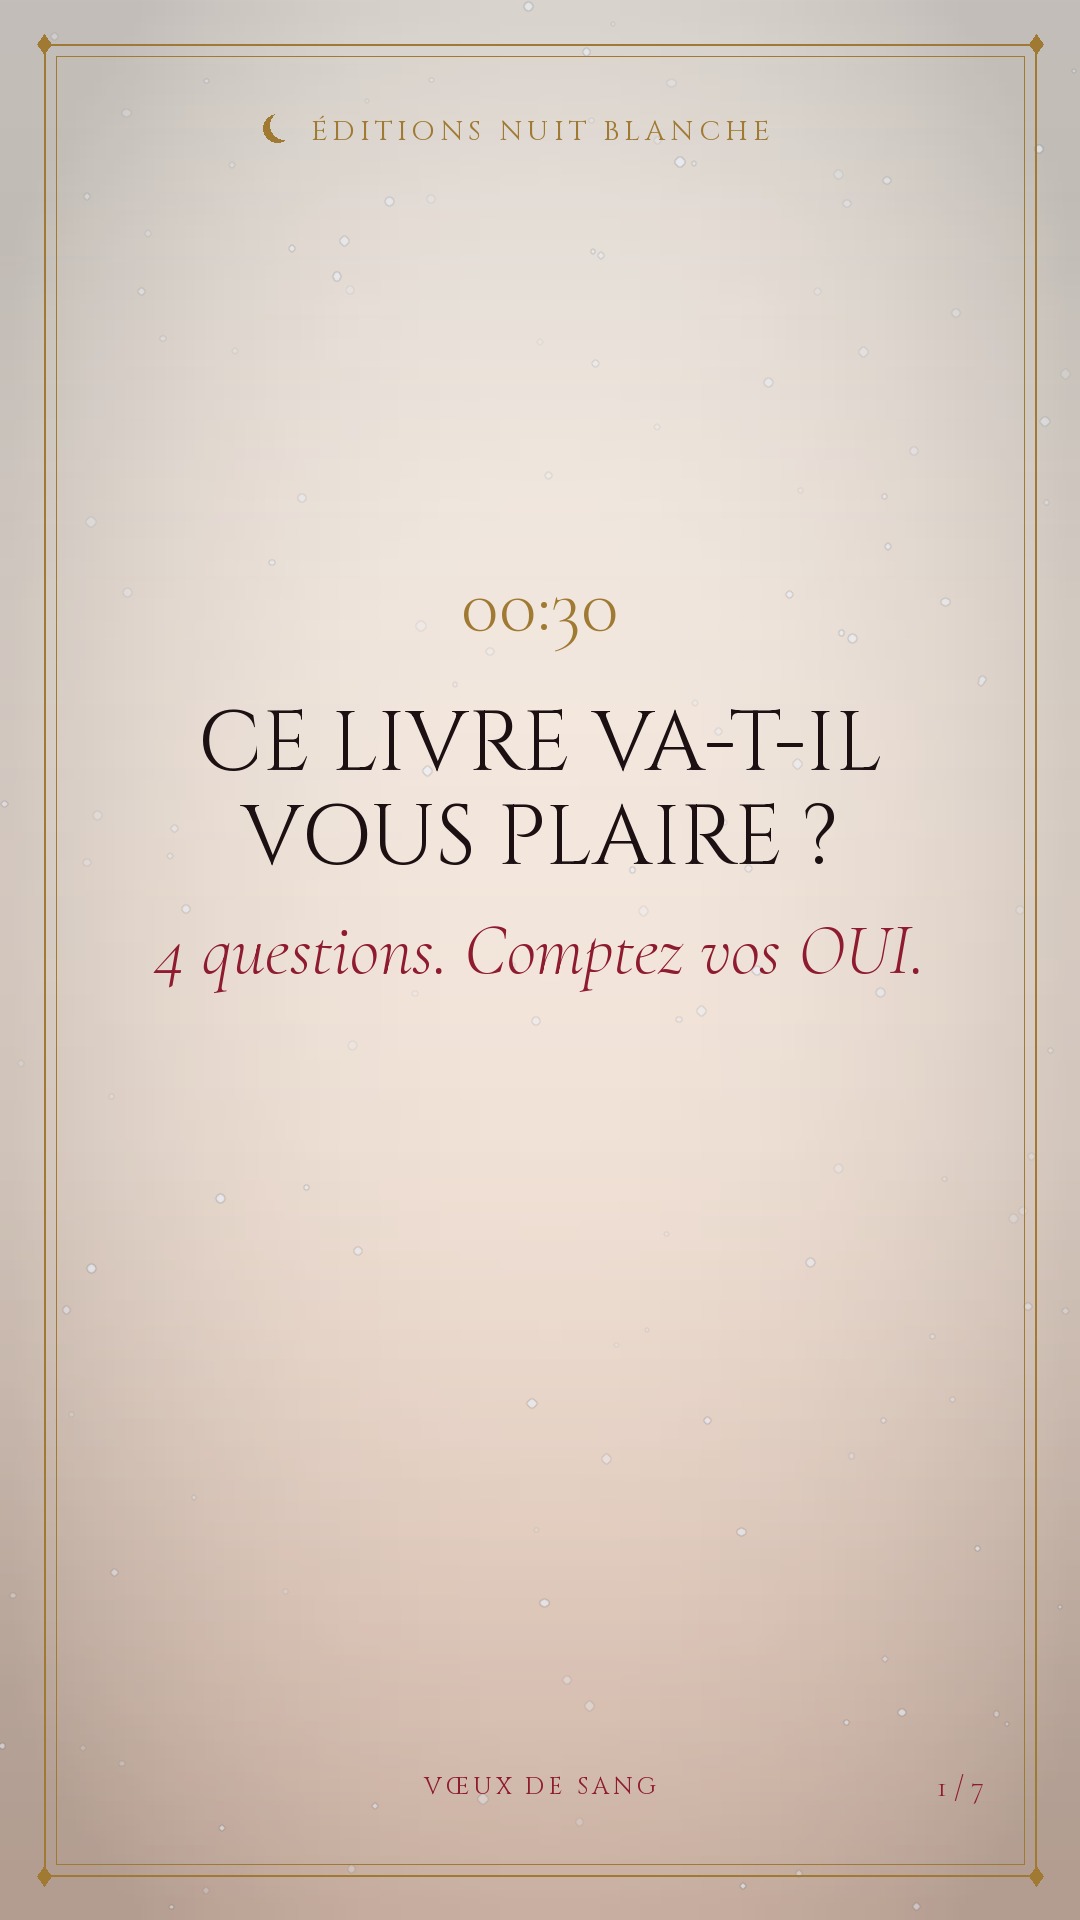 ÉDITIONS NUIT BLANCHE
00:30
CE LIVRE VA-T-IL
VOUS PLAIRE ?
4 questions. Comptez vos OUI.
VŒUX DE SANG
1 / 7